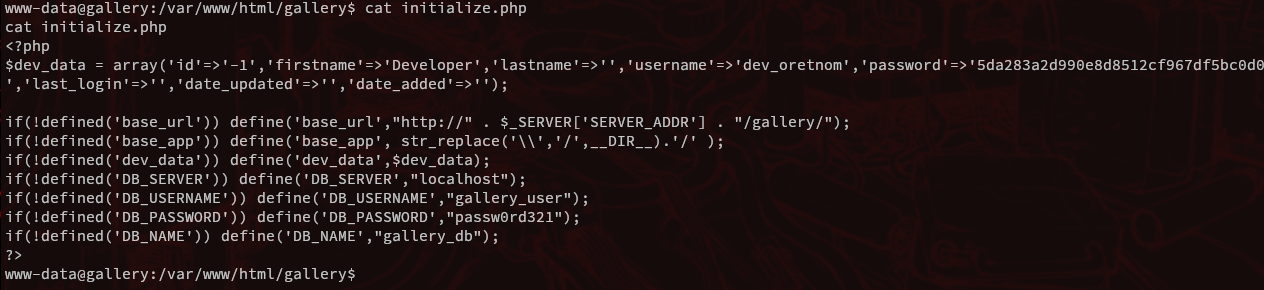 www-data@gallery:/var/www/html/gallery$ cat initialize.php
cat initialize.php
<?php
$dev_data = array('id'=>'-1','firstname'=>'Developer','lastname'=>'','username'=>'dev_oretnom','password'=>'5da283a2d990e8d8512cf967df5bc0d0
','last_login'=>'','date_updated'=>'','date_added'=>'');

if(!defined('base_url')) define('base_url',"http://" . $_SERVER['SERVER_ADDR'] . "/gallery/");
if(!defined('base_app')) define('base_app', str_replace('\\','/',__DIR__).'/' );
if(!defined('dev_data')) define('dev_data',$dev_data);
if(!defined('DB_SERVER')) define('DB_SERVER',"localhost");
if(!defined('DB_USERNAME')) define('DB_USERNAME',"gallery_user");
if(!defined('DB_PASSWORD')) define('DB_PASSWORD',"passw0rd321");
if(!defined('DB_NAME')) define('DB_NAME',"gallery_db");
?>
www-data@gallery:/var/www/html/gallery$